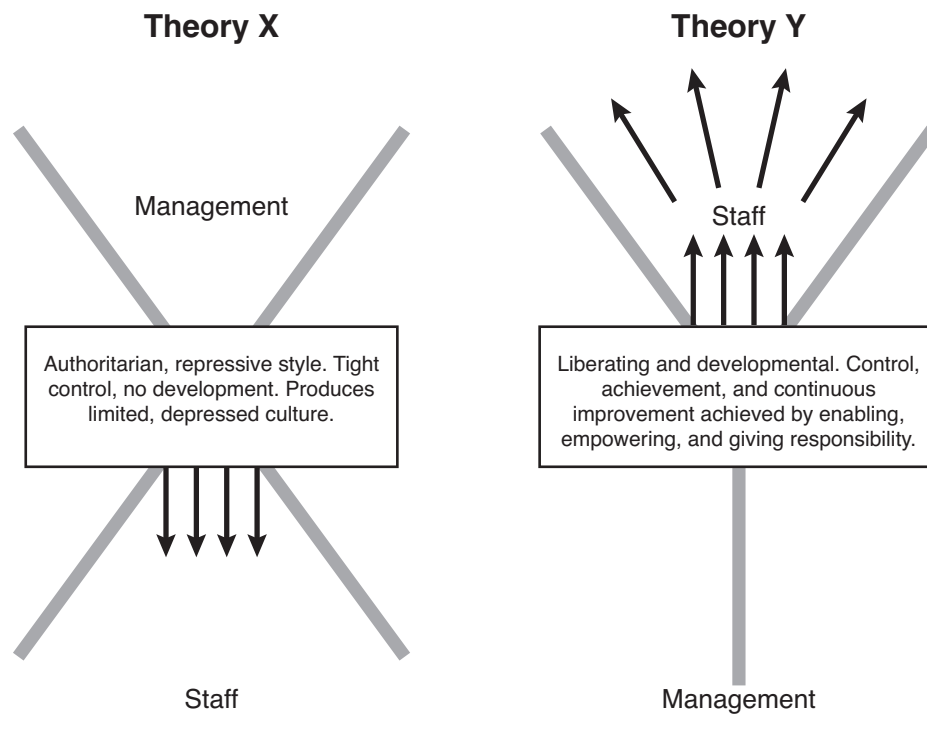 Theory X
Management
Authoritarian, repressive style. Tight
control, no development. Produces
limited, depressed culture.
Staff
Theory Y
Staff
Liberating and developmental. Control,
achievement, and continuous
improvement achieved by enabling,
empowering, and giving responsibility.
Management